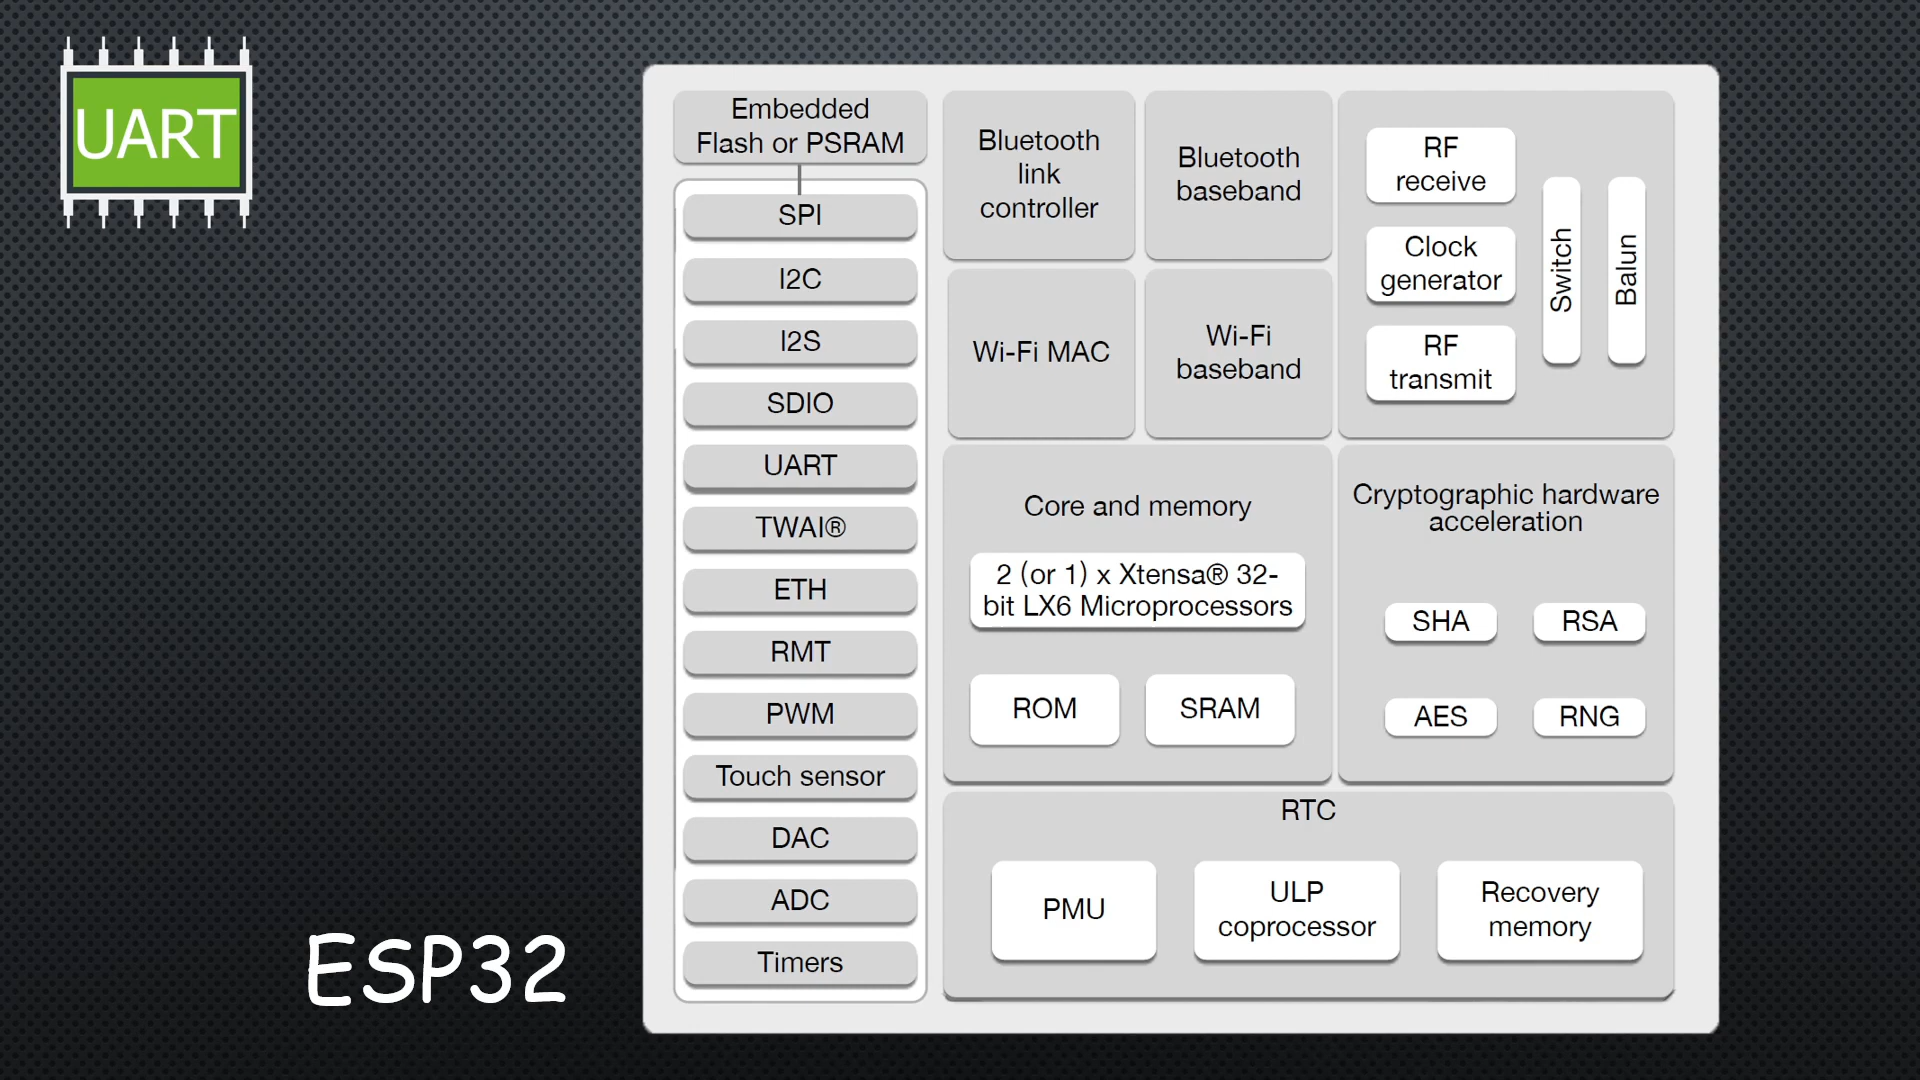 UART
ESP32
Embedded
Flash or PSRAM
SPI
I2C
I2S
SDIO
UART
TWAI®
ETH
RMT
PWM
Touch sensor
DAC
ADC
Timers
Bluetooth
link
controller
Bluetooth
baseband
Wi-Fi MAC
Wi-Fi
baseband
RF
receive
Clock
generator
RF
transmit
Switch
Balun
Core and memory
2 (or 1) x Xtensa® 32-
bit LX6 Microprocessors
ROM
SRAM
Cryptographic hardware
acceleration
SHA
RSA
AES
RNG
RTC
PMU
ULP
coprocessor
Recovery
memory